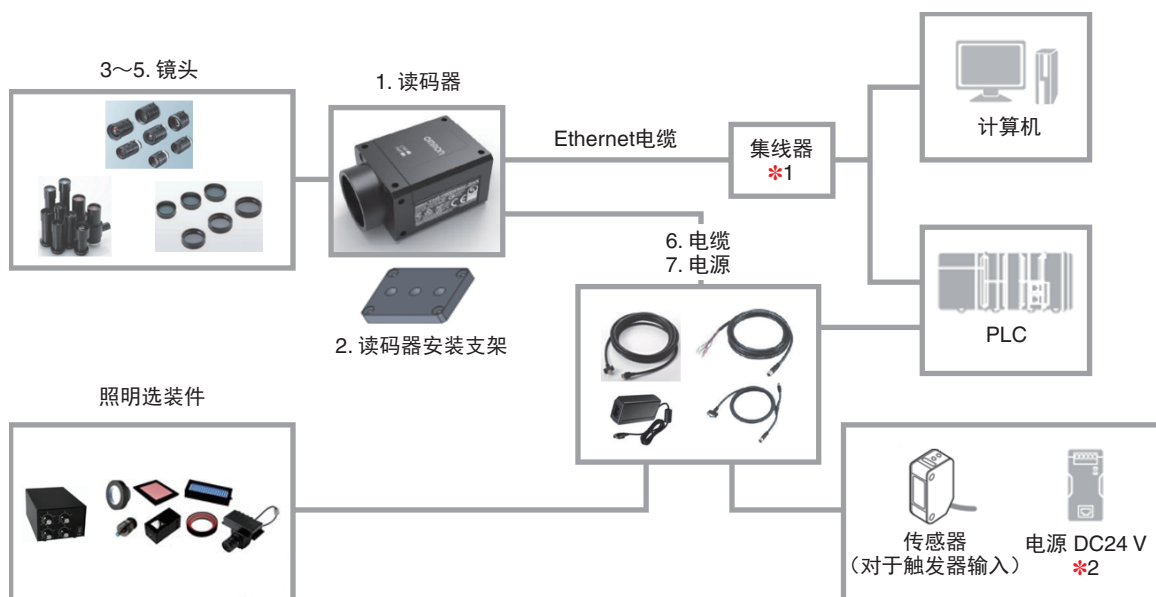 3～5. 镜头
1. 读码器
omron
Ethernet电缆
集线器
*1
计算机
6. 电缆
7. 电源
PLC
2. 读码器安装支架
照明选装件
传感器
（对于触发器输入）
电源 DC24 V
*2